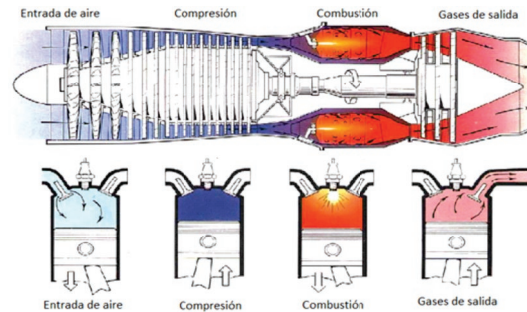 Entrada de aire
Compresión
Combustión
Gases de salida
Entrada de aire
Compresión
Combustión
Gases de salida